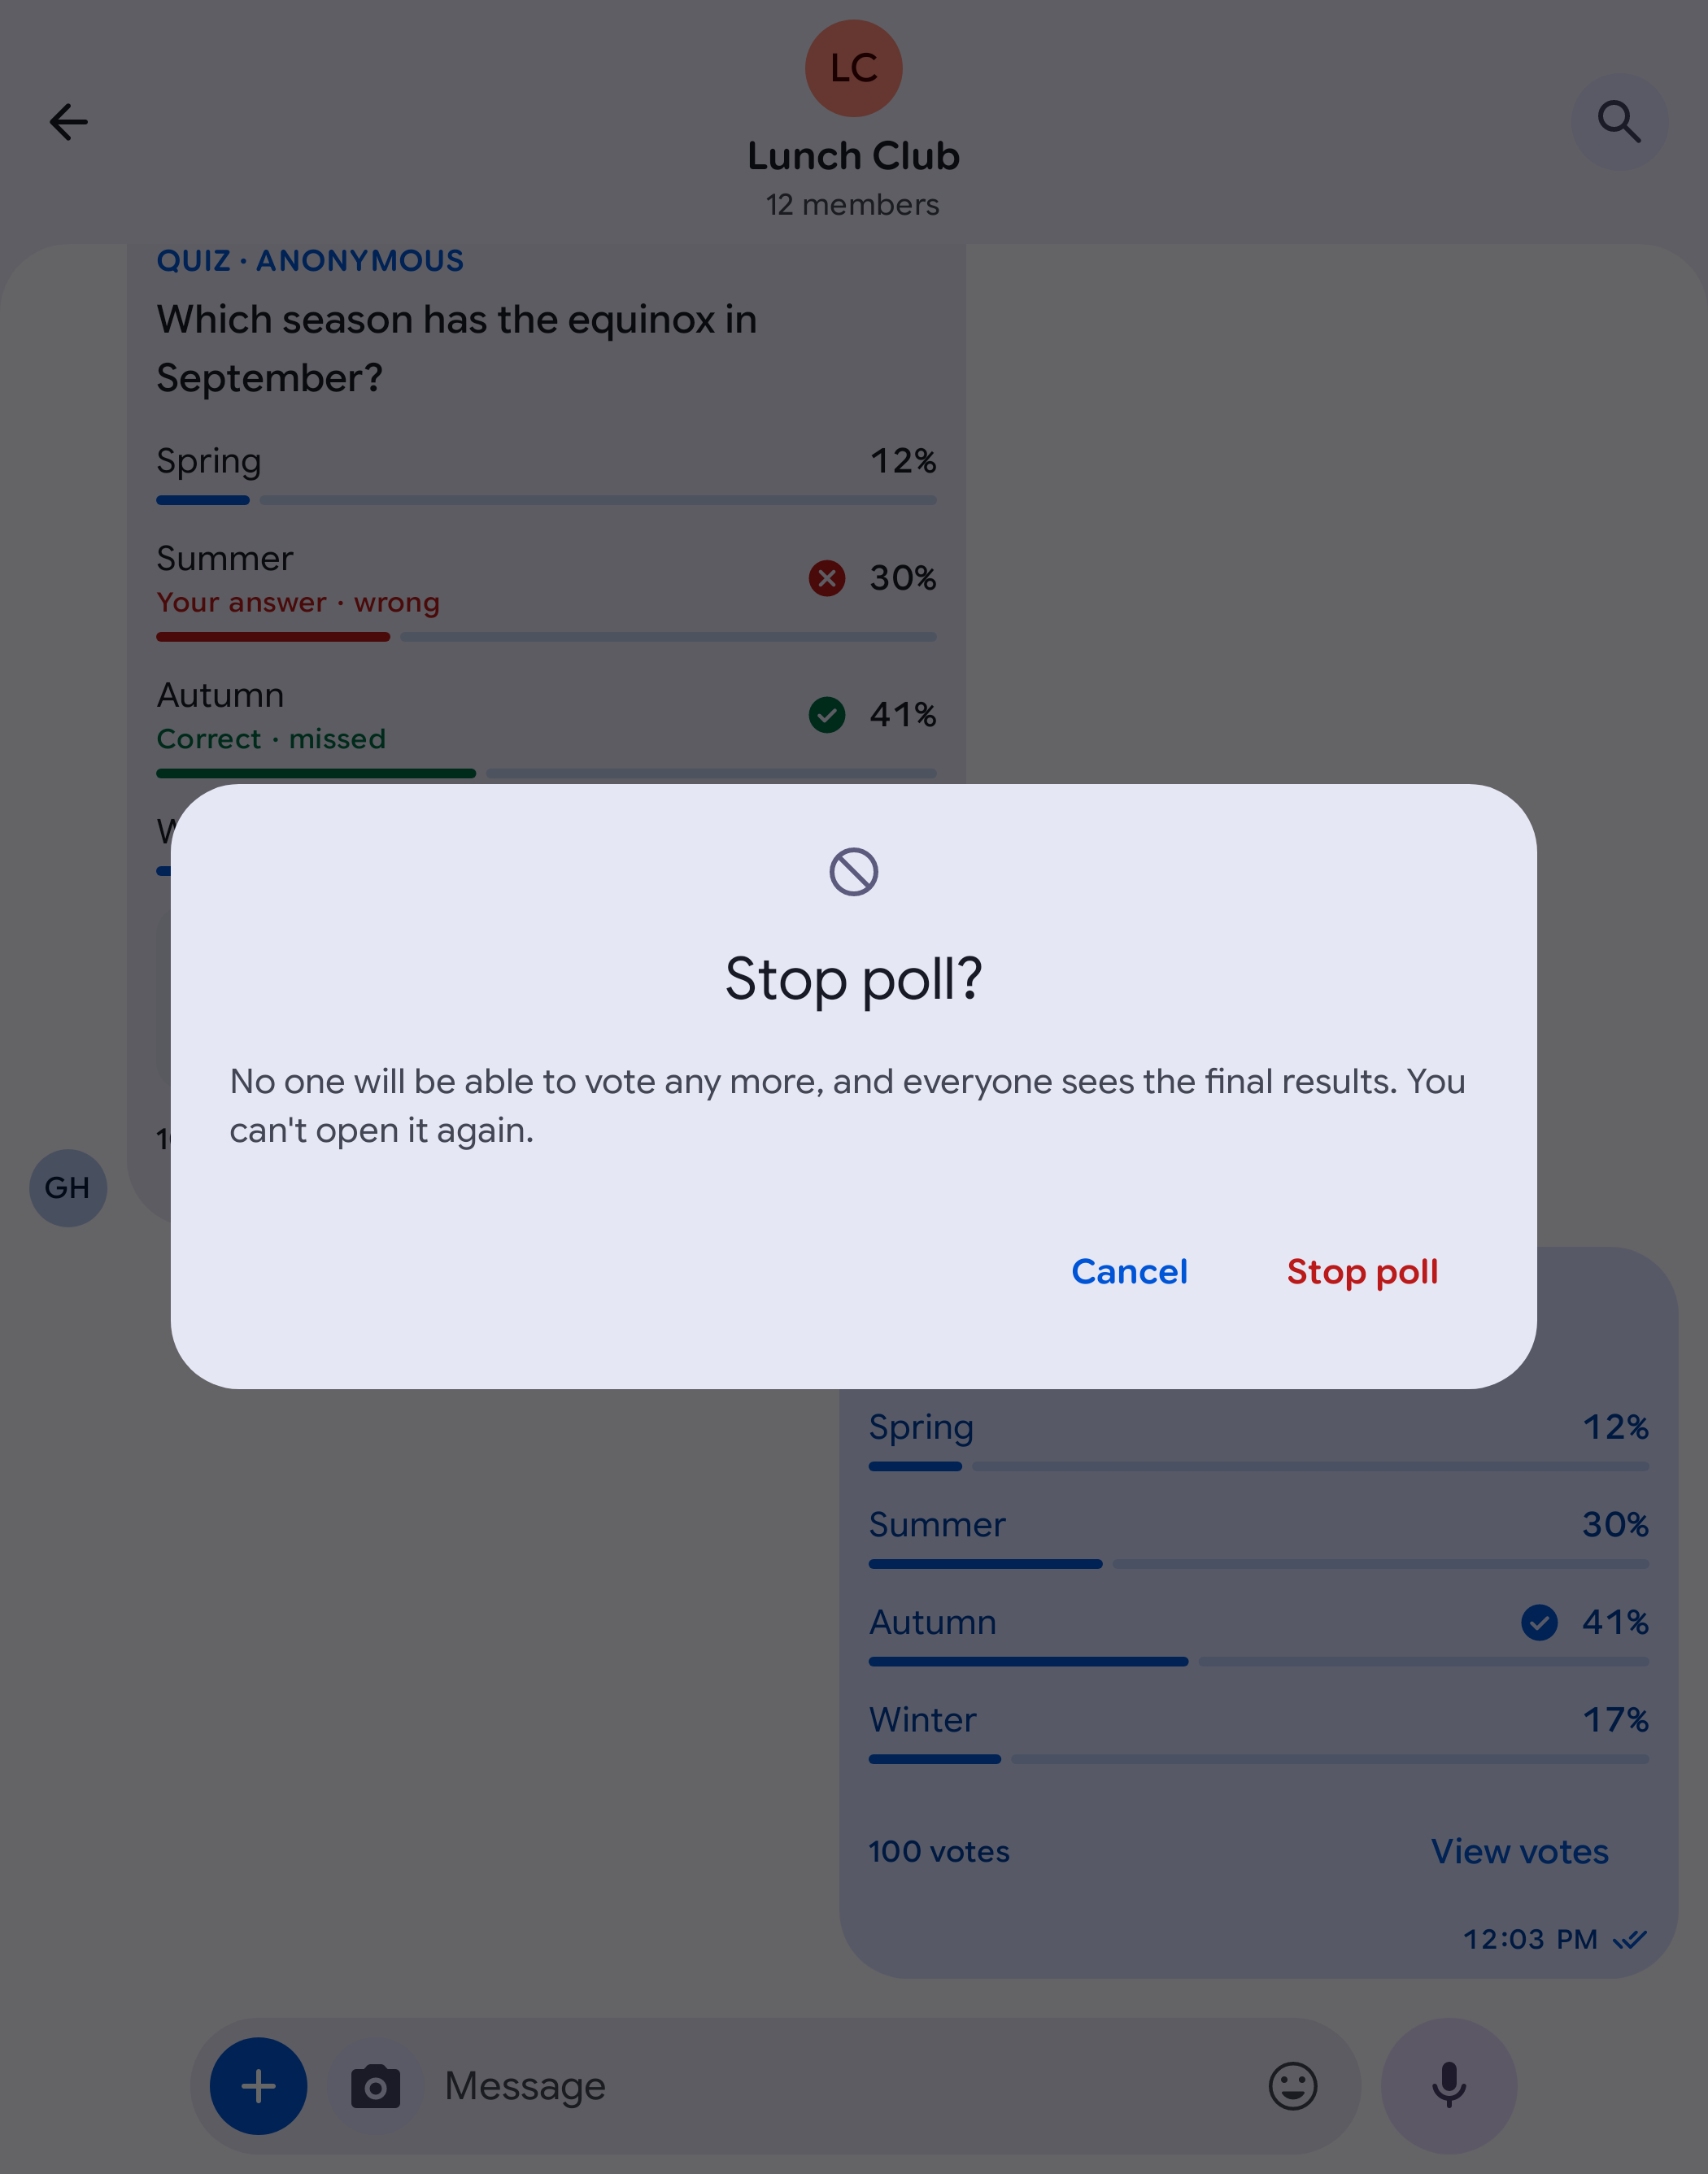 LC
Lunch Club
12 members
QUIZ · ANONYMOUS
Which season has the equinox in
September?
Spring 12%
Summer 30%
Your answer · wrong
Autumn 41%
Correct · missed
Stop poll?
No one will be able to vote any more, and everyone sees the final results. You
can't open it again.
GH
Cancel Stop poll
Spring 12%
Summer 30%
Autumn 41%
Winter 17%
100 votes View votes
12:03 PM
Message